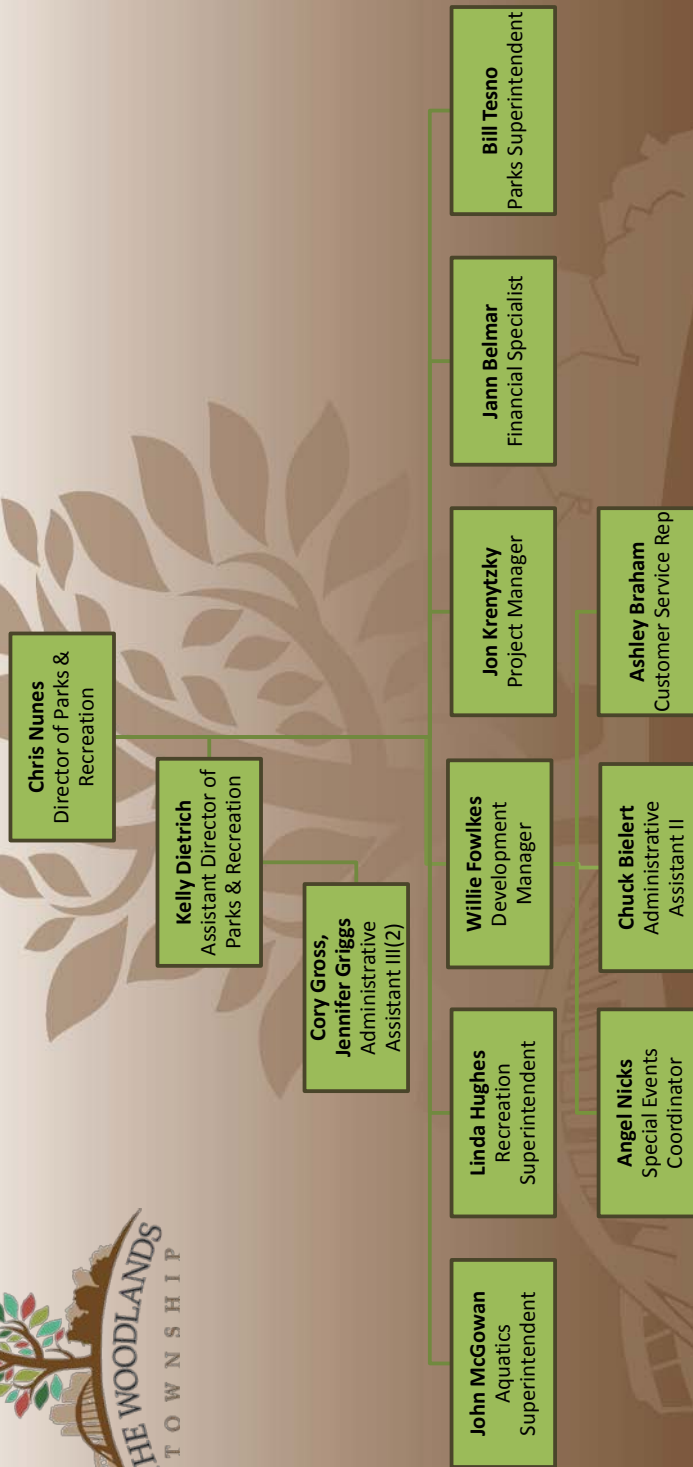 THE WOODLANDS
TOWNSHIP
Chris Nunes
Director of Parks &
Recreation
Kelly Dietrich
Assistant Director of
Parks & Recreation
Cory Gross,
Jennifer Griggs
Administrative
Assistant III(2)
John McGowan
Aquatics
Superintendent
Linda Hughes
Recreation
Superintendent
Willie Fowlkes
Development
Manager
Jon Krenytzky
Project Manager
Jann Belmar
Financial Specialist
Bill Tesno
Parks Superintendent
Angel Nicks
Special Events
Coordinator
Chuck Bielert
Administrative
Assistant II
Ashley Braham
Customer Service Rep